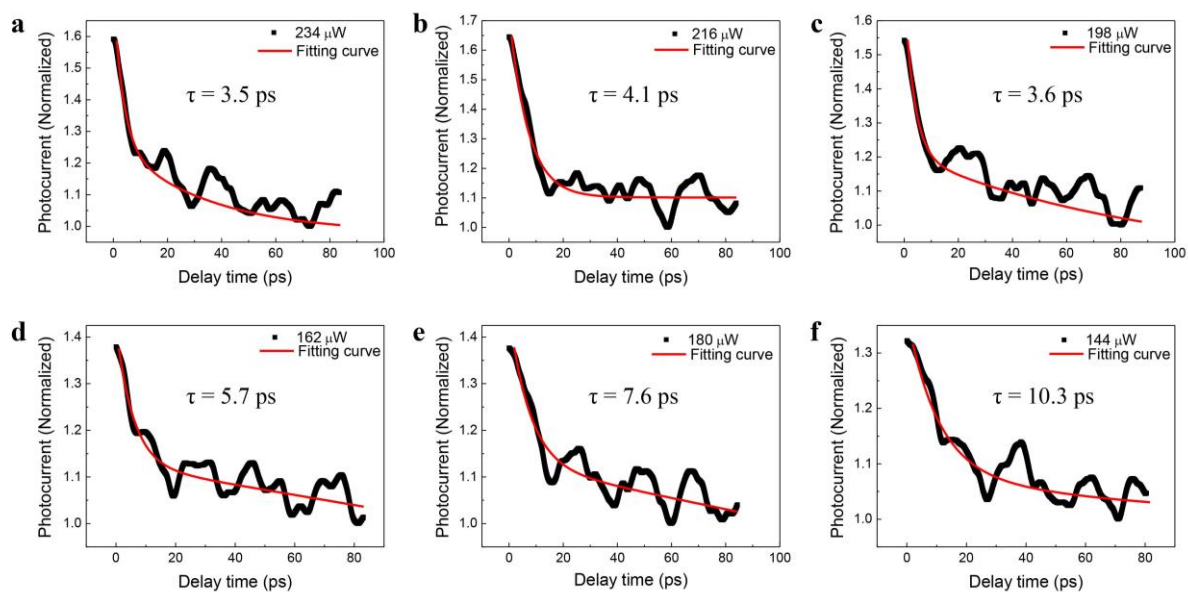 a
234 μW
Fitting curve
τ = 3.5 ps
Photocurrent (Normalized)
1.6
1.5
1.4
1.3
1.2
1.1
1.0
0 20 40 60 80 100
Delay time (ps)
b
216 μW
Fitting curve
τ = 4.1 ps
Photocurrent (Normalized)
1.7
1.6
1.5
1.4
1.3
1.2
1.1
1.0
0 20 40 60 80 100
Delay time (ps)
c
198 μW
Fitting curve
τ = 3.6 ps
Photocurrent (Normalized)
1.6
1.5
1.4
1.3
1.2
1.1
1.0
0 20 40 60 80 100
Delay time (ps)
d
162 μW
Fitting curve
τ = 5.7 ps
Photocurrent (Normalized)
1.4
1.3
1.2
1.1
1.0
0 20 40 60 80
Delay time (ps)
e
180 μW
Fitting curve
τ = 7.6 ps
Photocurrent (Normalized)
1.4
1.3
1.2
1.1
1.0
0 20 40 60 80 100
Delay time (ps)
f
144 μW
Fitting curve
τ = 10.3 ps
Photocurrent (Normalized)
1.3
1.2
1.1
1.0
0 20 40 60 80
Delay time (ps)